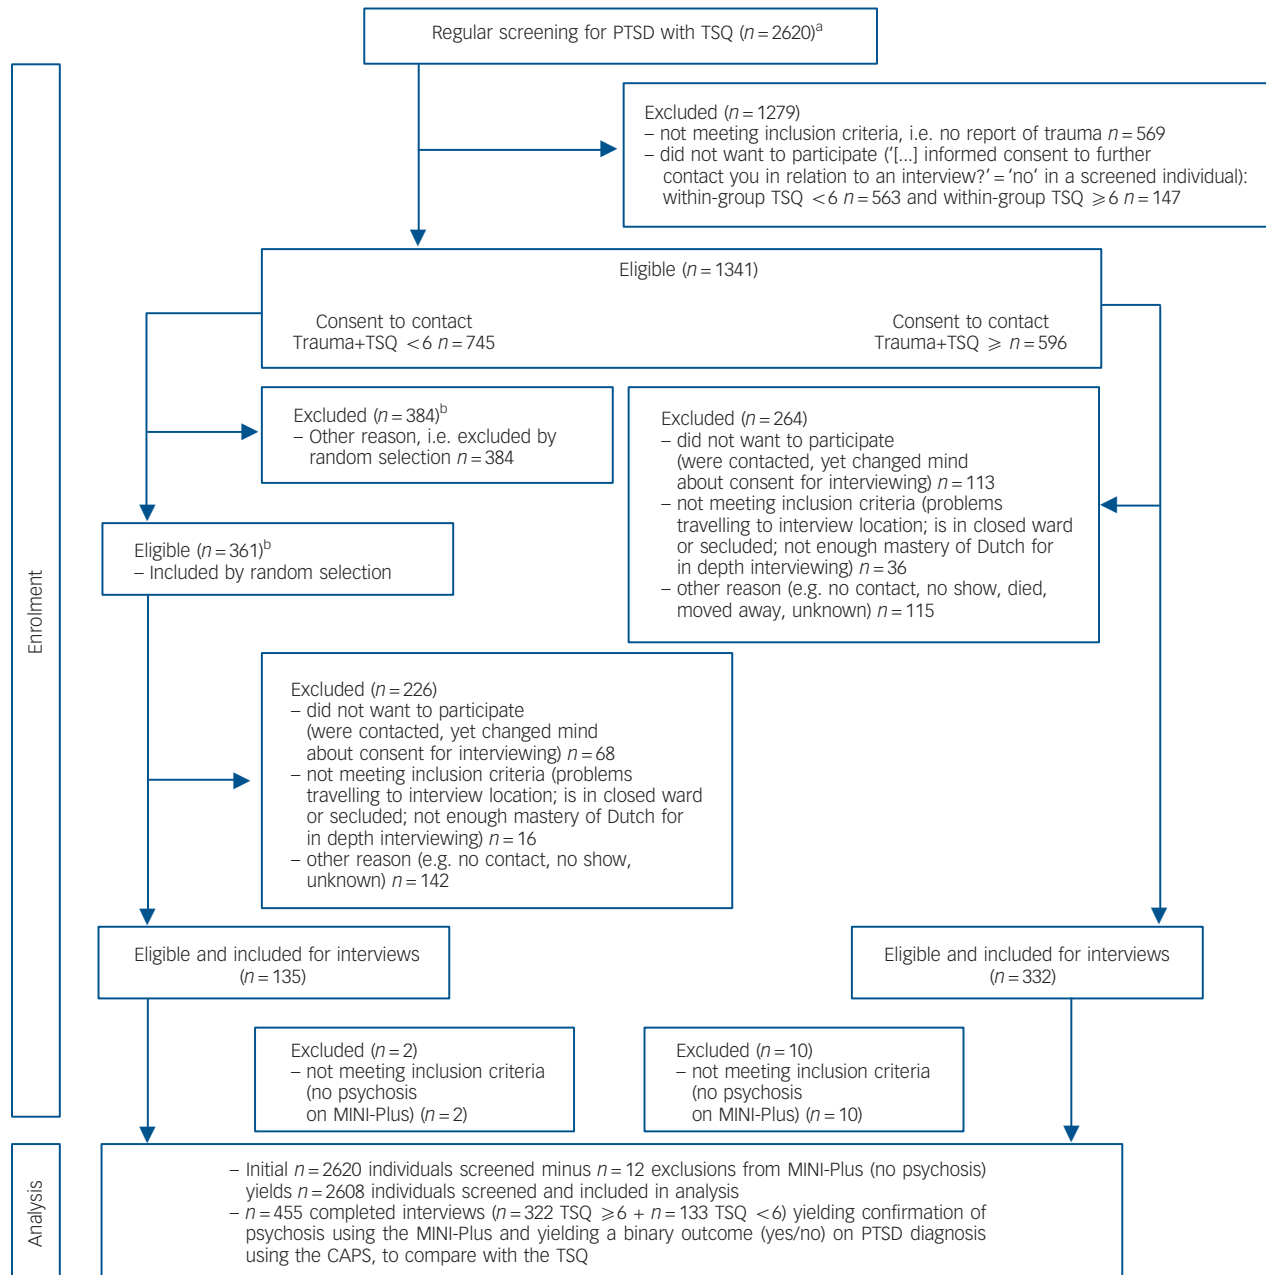 Regular screening for PTSD with TSQ (n = 2620)a
Excluded (n = 1279)
– not meeting inclusion criteria, i.e. no report of trauma n = 569
– did not want to participate ('[...] informed consent to further
contact you in relation to an interview?' = 'no' in a screened individual):
within-group TSQ <6 n = 563 and within-group TSQ ⩾6 n = 147
Eligible (n = 1341)
Consent to contact
Trauma+TSQ <6 n = 745
Consent to contact
Trauma+TSQ ⩾ n = 596
Excluded (n = 384)b
– Other reason, i.e. excluded by
random selection n = 384
Excluded (n = 264)
– did not want to participate
(were contacted, yet changed mind
about consent for interviewing) n = 113
– not meeting inclusion criteria (problems
travelling to interview location; is in closed ward
or secluded; not enough mastery of Dutch for
in depth interviewing) n = 36
– other reason (e.g. no contact, no show, died,
moved away, unknown) n = 115
Eligible (n = 361)b
– Included by random selection
Enrolment
Excluded (n = 226)
– did not want to participate
(were contacted, yet changed mind
about consent for interviewing) n = 68
– not meeting inclusion criteria (problems
travelling to interview location; is in closed ward
or secluded; not enough mastery of Dutch for
in depth interviewing) n = 16
– other reason (e.g. no contact, no show,
unknown) n = 142
Eligible and included for interviews
(n = 135)
Eligible and included for interviews
(n = 332)
Excluded (n = 2)
– not meeting inclusion criteria
(no psychosis
on MINI-Plus) (n = 2)
Excluded (n = 10)
– not meeting inclusion criteria
(no psychosis
on MINI-Plus) (n = 10)
Analysis
– Initial n = 2620 individuals screened minus n = 12 exclusions from MINI-Plus (no psychosis)
yields n = 2608 individuals screened and included in analysis
– n = 455 completed interviews (n = 322 TSQ ⩾6 + n = 133 TSQ <6) yielding confirmation of
psychosis using the MINI-Plus and yielding a binary outcome (yes/no) on PTSD diagnosis
using the CAPS, to compare with the TSQ